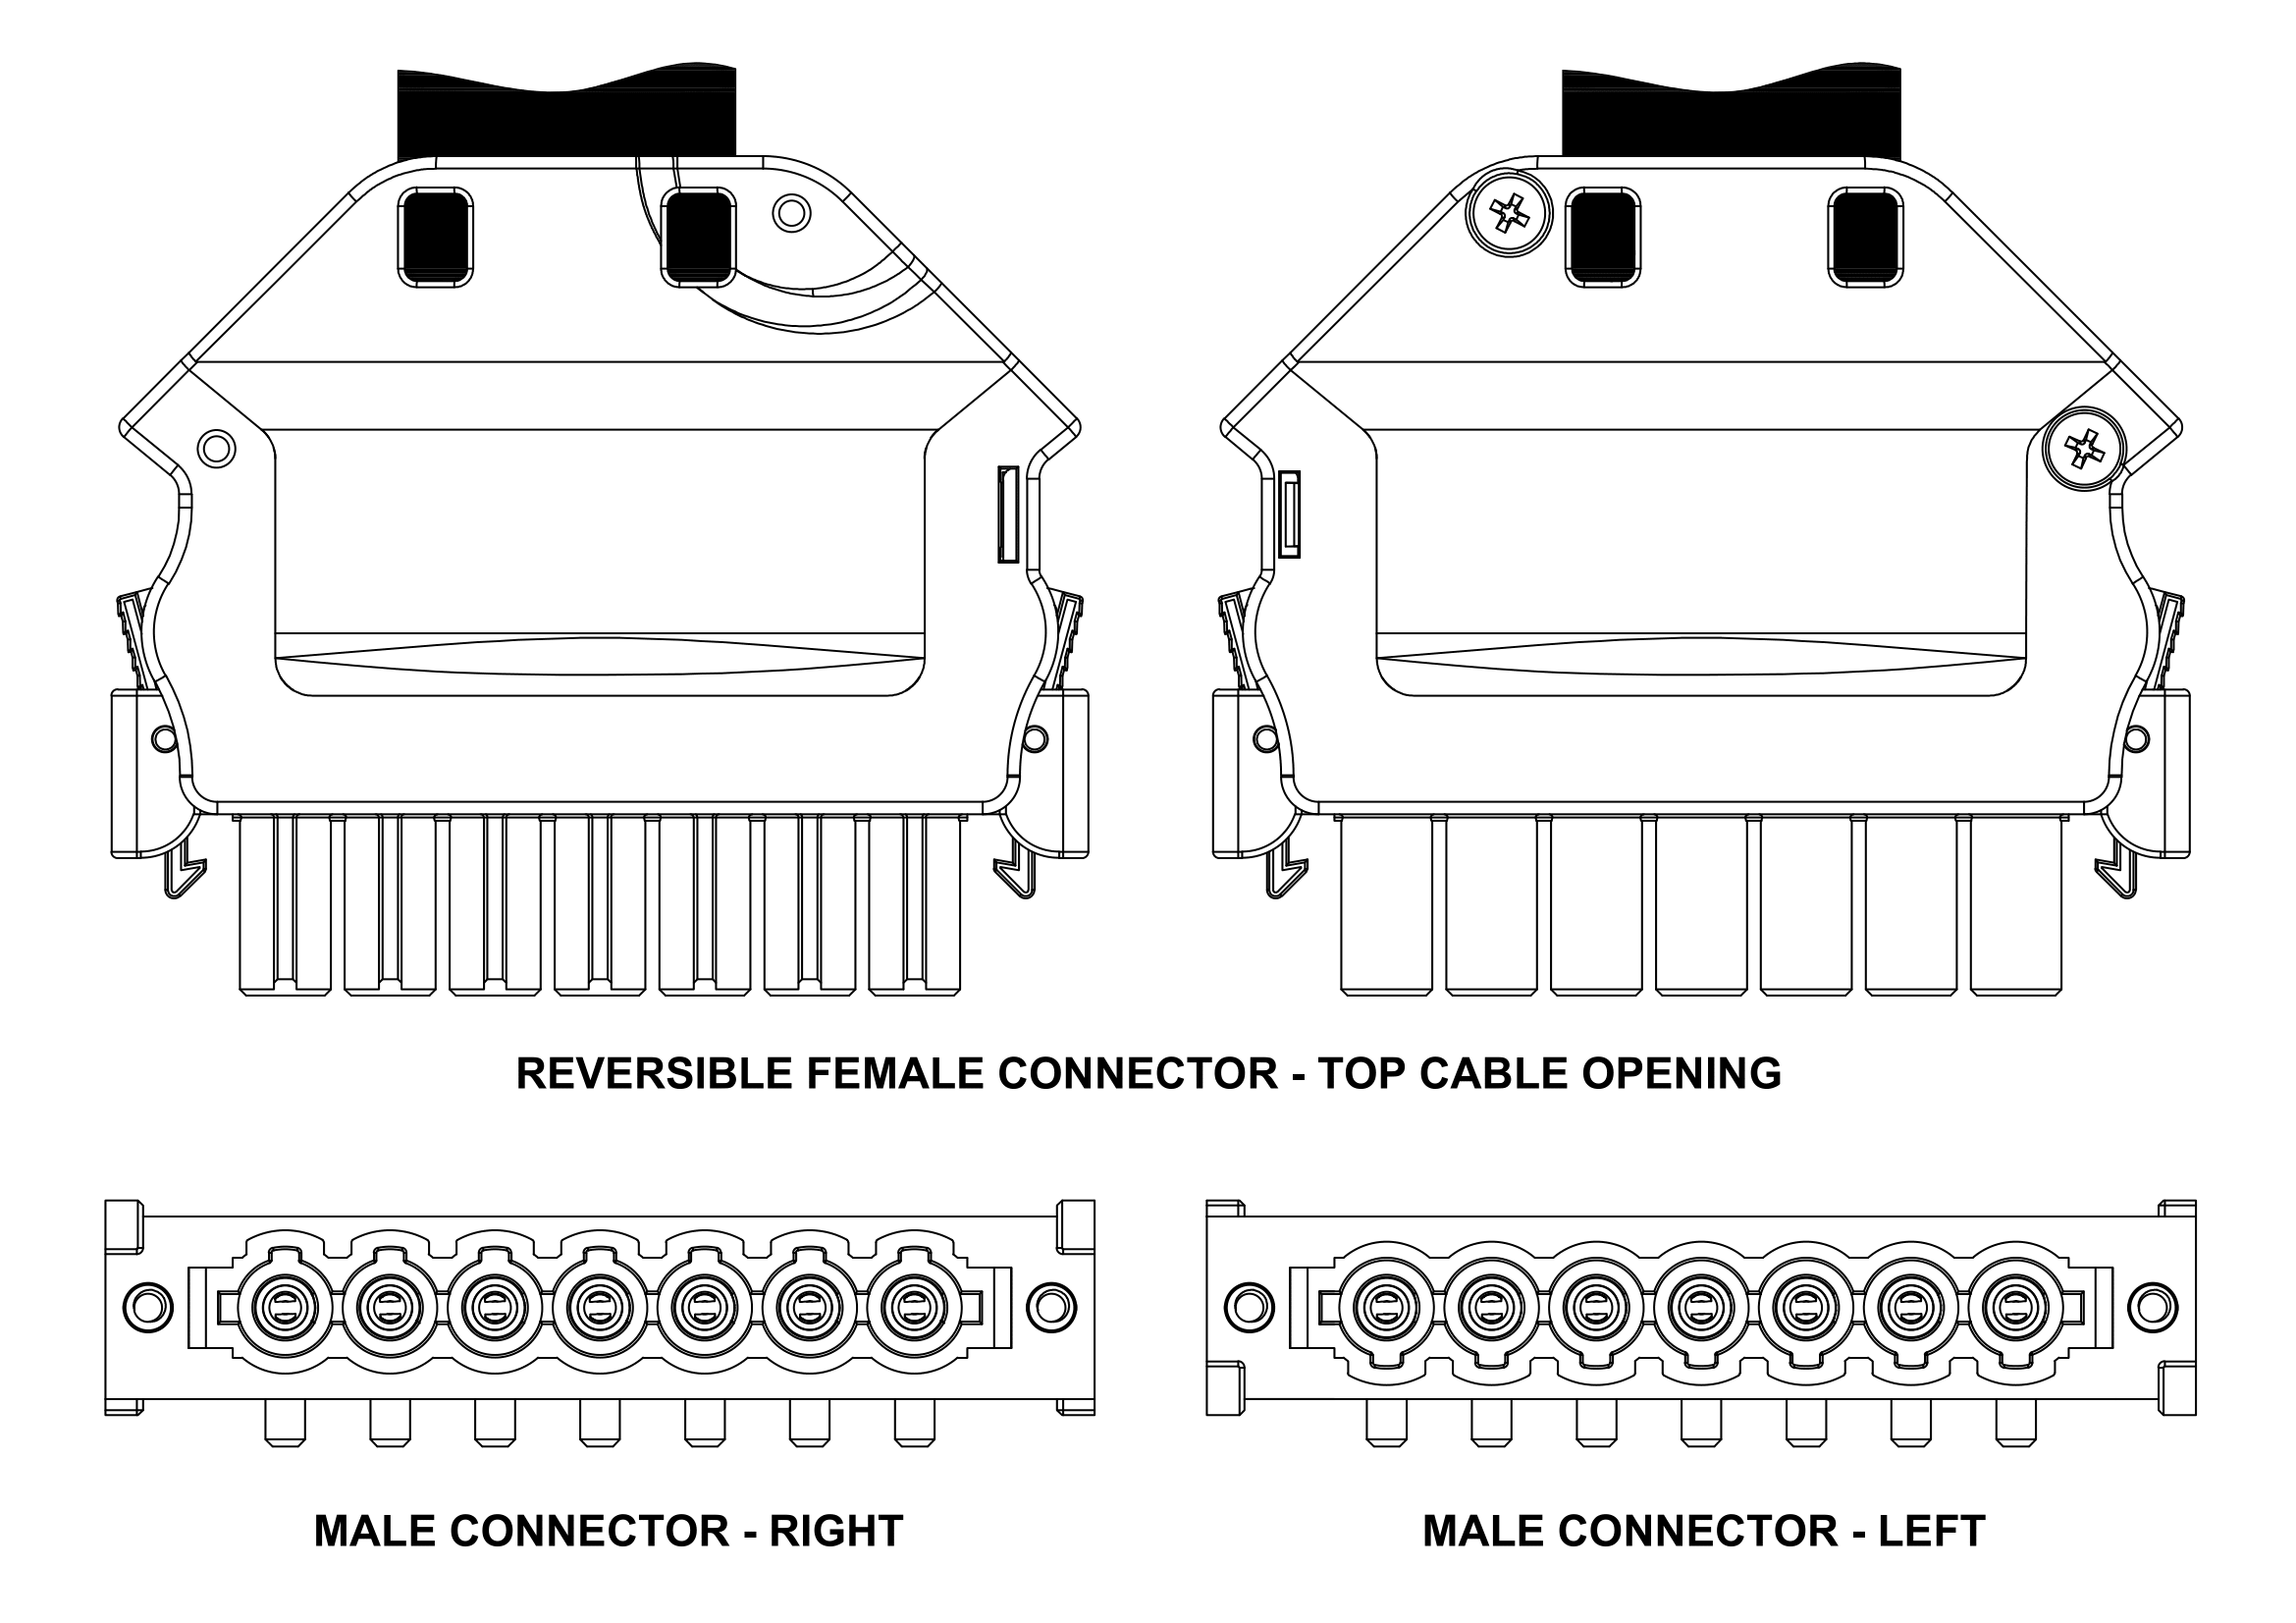 REVERSIBLE FEMALE CONNECTOR - TOP CABLE OPENING
MALE CONNECTOR - RIGHT
MALE CONNECTOR - LEFT